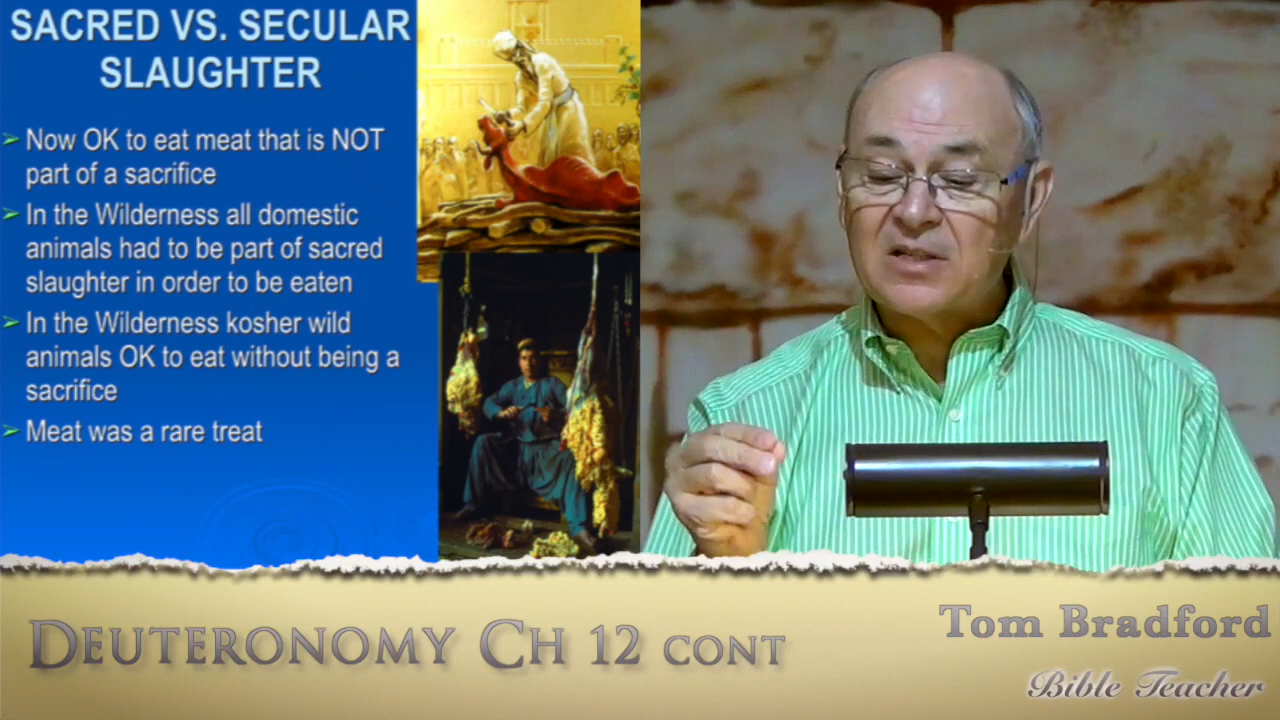 SACRED VS. SECULAR
SLAUGHTER
➢ Now OK to eat meat that is NOT
part of a sacrifice
➢ In the Wilderness all domestic
animals had to be part of sacred
slaughter in order to be eaten
➢ In the Wilderness kosher wild
animals OK to eat without being a
sacrifice
➢ Meat was a rare treat
DEUTERONOMY CH 12 CONT
Tom Bradford
Bible Teacher